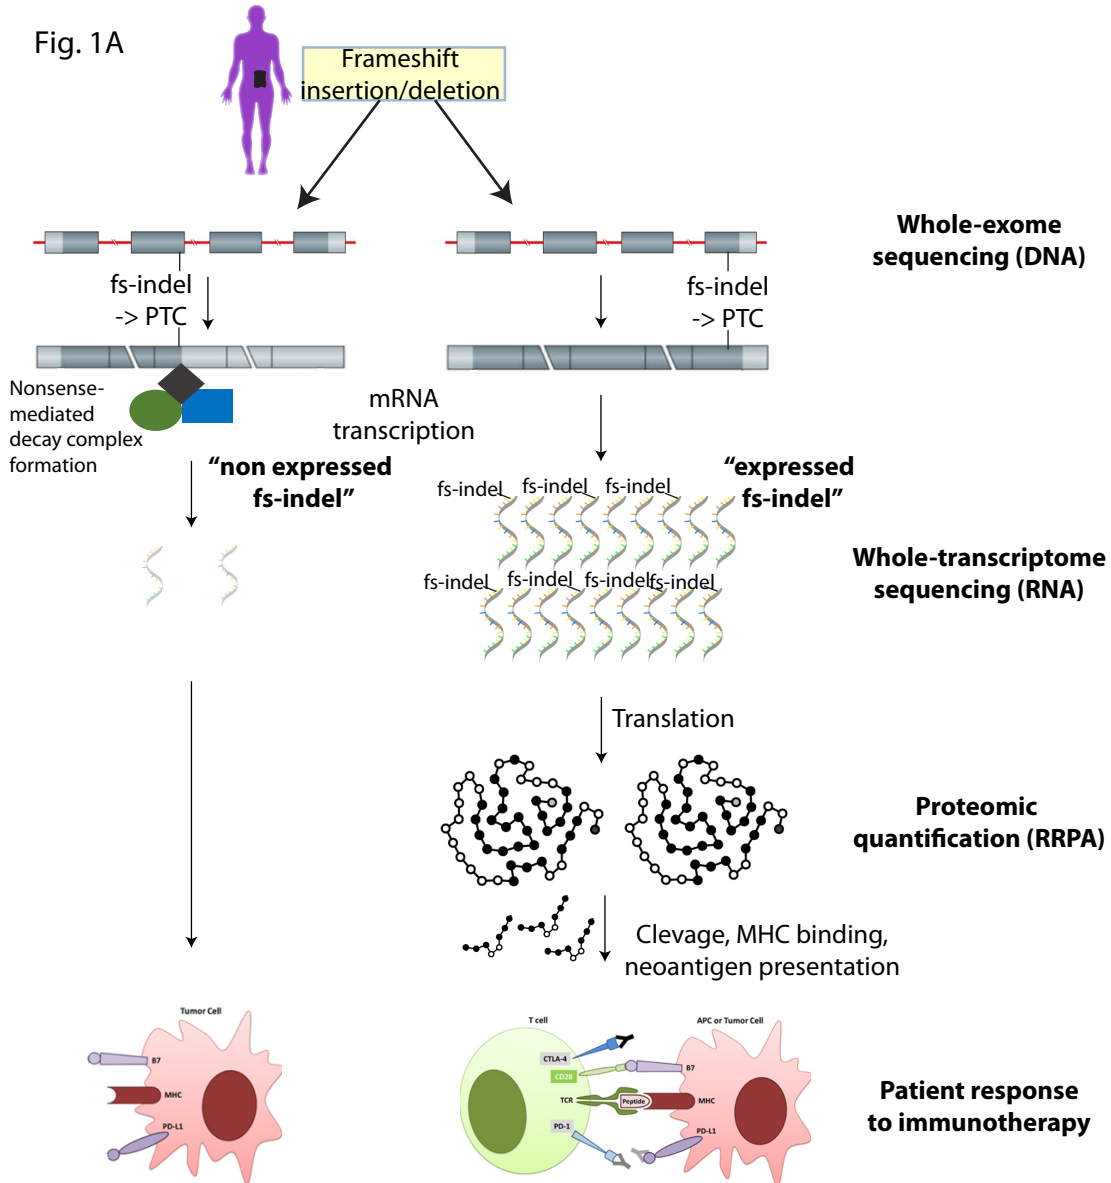 Fig. 1A
Frameshift
insertion/deletion
Whole-exome
sequencing (DNA)
fs-indel
-> PTC
fs-indel
-> PTC
Nonsense-
mediated
decay complex
formation
mRNA
transcription
“non expressed
fs-indel”
“expressed
fs-indel”
fs-indel
fs-indel
fs-indel
fs-indel
fs-indel
fs-indel
fs-indel
Whole-transcriptome
sequencing (RNA)
Translation
Proteomic
quantification (RRPA)
Clevage, MHC binding,
neoantigen presentation
Tumor Cell
B7
MHC
PD-L1
T cell
APC or Tumor Cell
CTLA-4
CD28
B7
TCR
Peptide
MHC
PD-1
PD-L1
Patient response
to immunotherapy